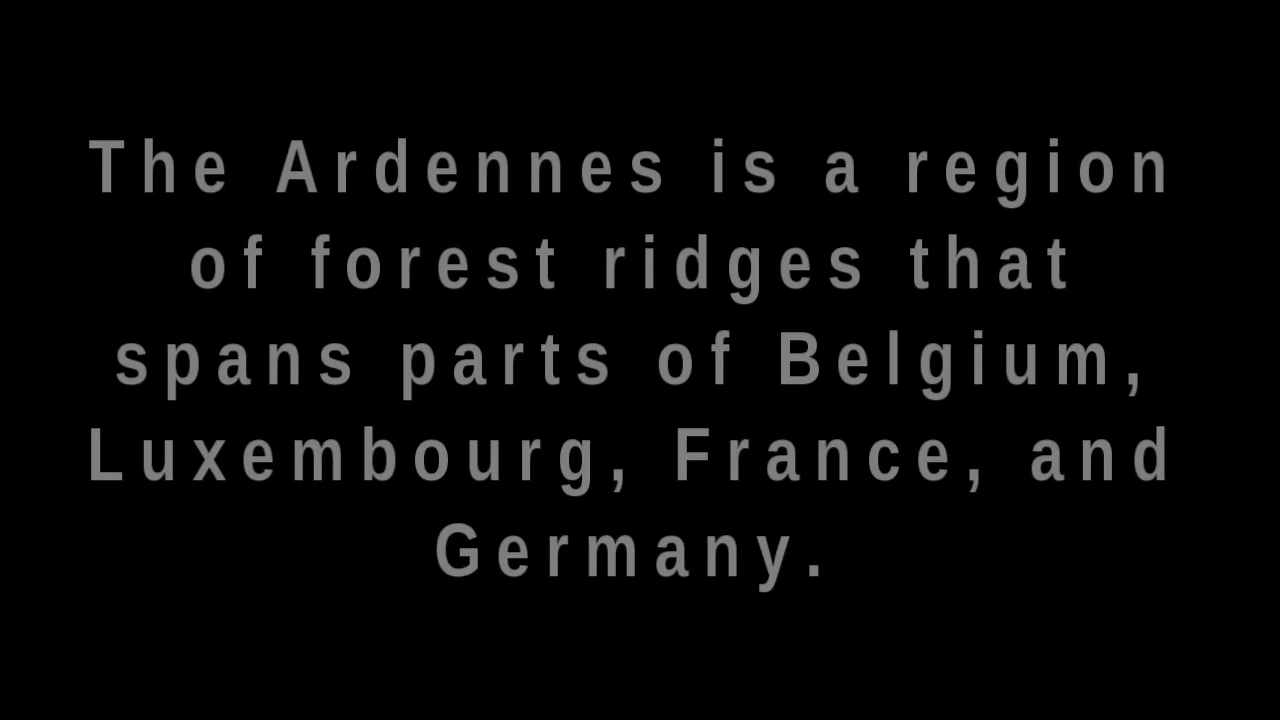 The Ardennes is a region
of forest ridges that
spans parts of Belgium,
Luxembourg, France, and
Germany.